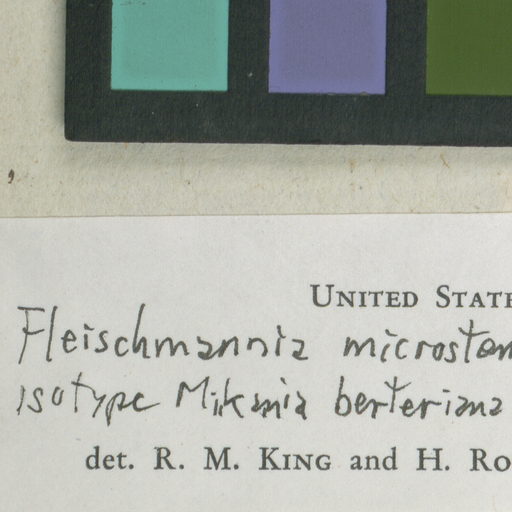 UNITED STATE
Fleischmannia microstem
isotype Mikania berteriana
det. R. M. KING and H. Ro